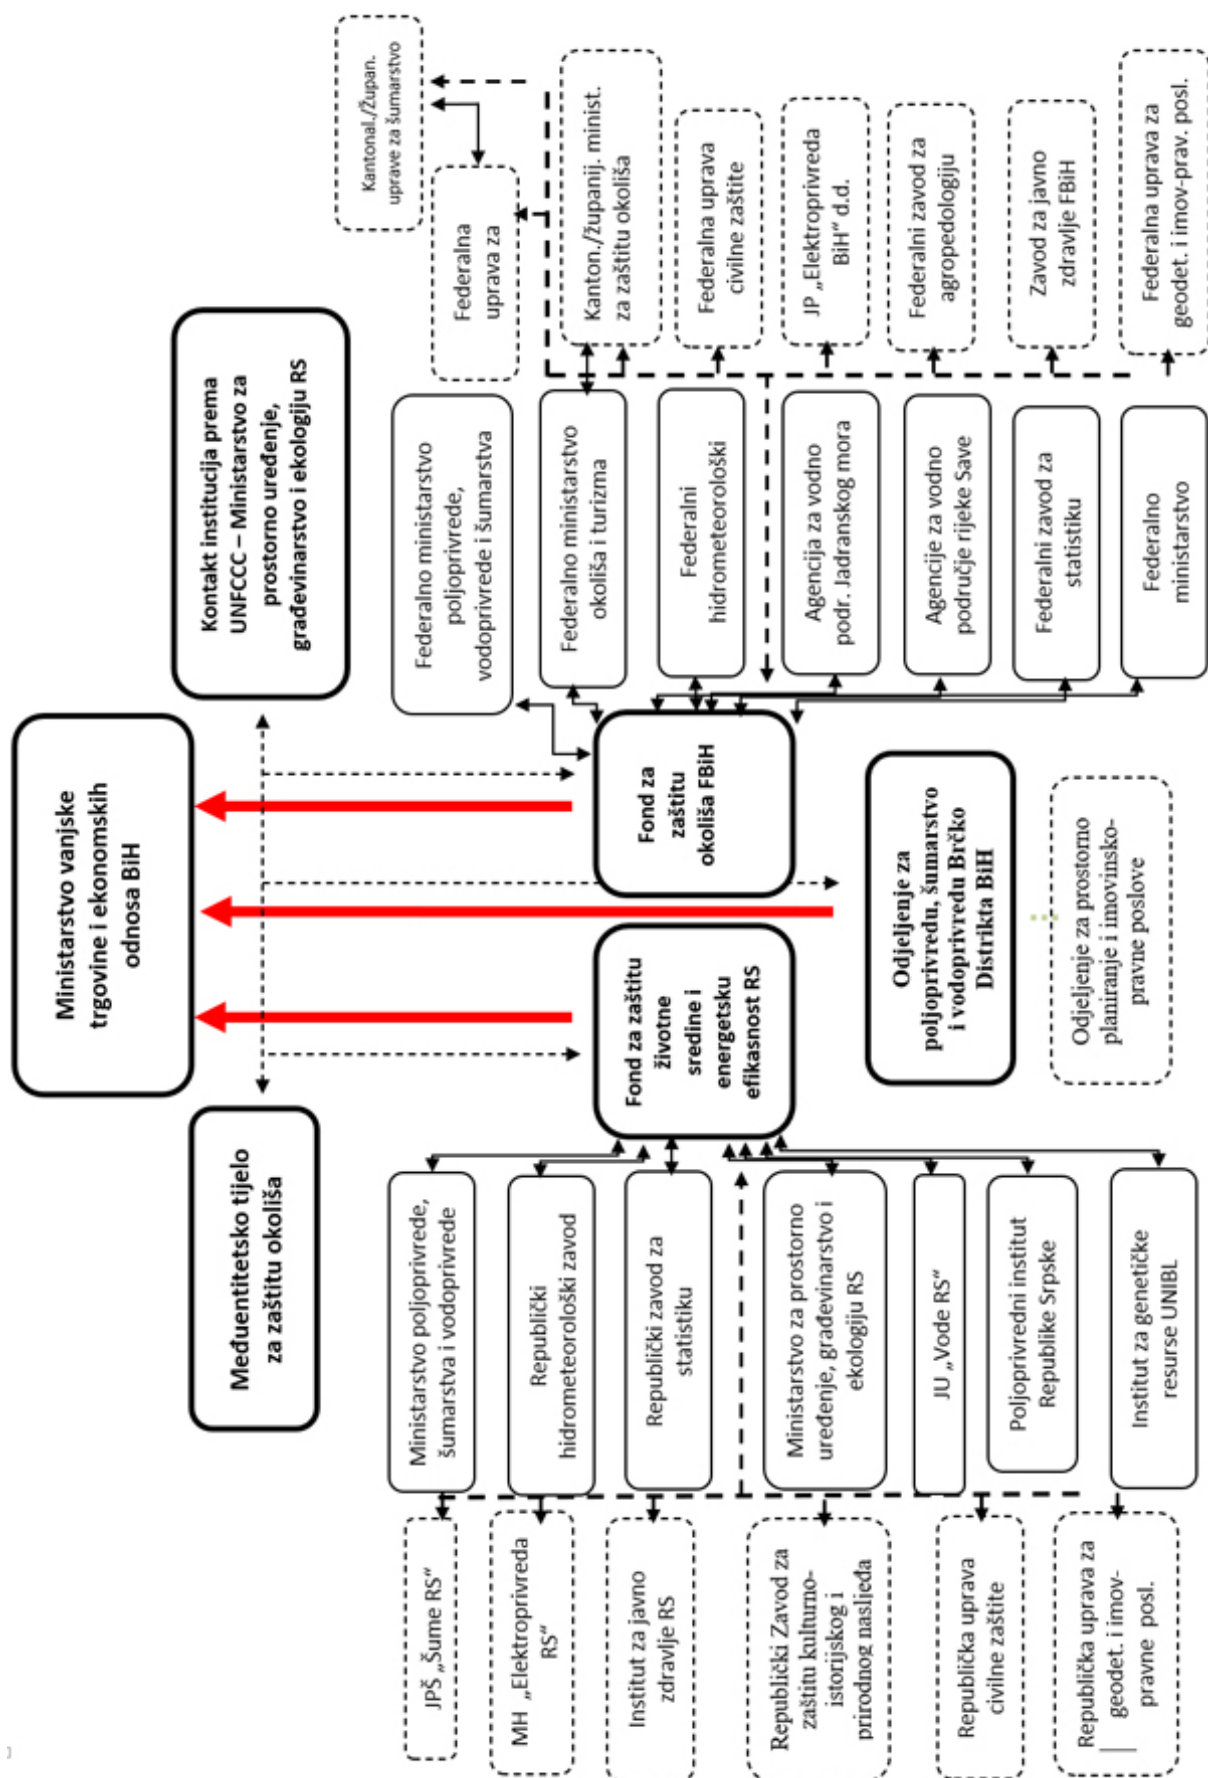 Ministarstvo vanjske
trgovine i ekonomskih
odnosa BiH
Međuentitetsko tijelo
za zaštitu okoliša
Kontakt institucija prema
UNFCCC – Ministarstvo za
prostorno uređenje,
građevinarstvo i ekologiju RS
Kantonal./Župan.
uprave za šumarstvo
Federalna
uprava za
JPŠ „Šume RS“
Ministarstvo poljoprivrede,
šumarstva i vodoprivrede
Federalno ministarstvo
poljoprivrede,
vodoprivrede i šumarstva
MH „Elektroprivreda
RS“
Republički
hidrometeorološki zavod
Federalno ministarstvo
okoliša i turizma
Kanton./županij. minist.
za zaštitu okoliša
Institut za javno
zdravlje RS
Republički zavod za
statistiku
Fond za zaštitu
životne
sredine i
energetsku
efikasnost RS
Fond za
zaštitu
okoliša FBiH
Federalni
hidrometeorološki
Federalna uprava
civilne zaštite
Republički Zavod za
zaštitu kulturno-
istorijskog i
prirodnog nasljeđa
Ministarstvo za prostorno
uređenje, građevinarstvo i
ekologiju RS
Agencija za vodno
podr. Jadranskog mora
JP „Elektroprivreda
BiH“ d.d.
Republička uprava
civilne zaštite
JU „Vode RS“
Poljoprivredni institut
Republike Srpske
Odjeljenje za
poljoprivredu, šumarstvo
i vodoprivredu Brčko
Distrikta BiH
Agencije za vodno
područje rijeke Save
Federalni zavod za
agropedologiju
Federalni zavod za
statistiku
Zavod za javno
zdravlje FBiH
Republička uprava za
geodet. i imov-
pravne posl.
Institut za genetičke
resurse UNIBL
Odjeljenje za prostorno
planiranje i imovinsko-
pravne poslove
Federalno
ministarstvo
Federalna uprava za
geodet. i imov-prav. posl.